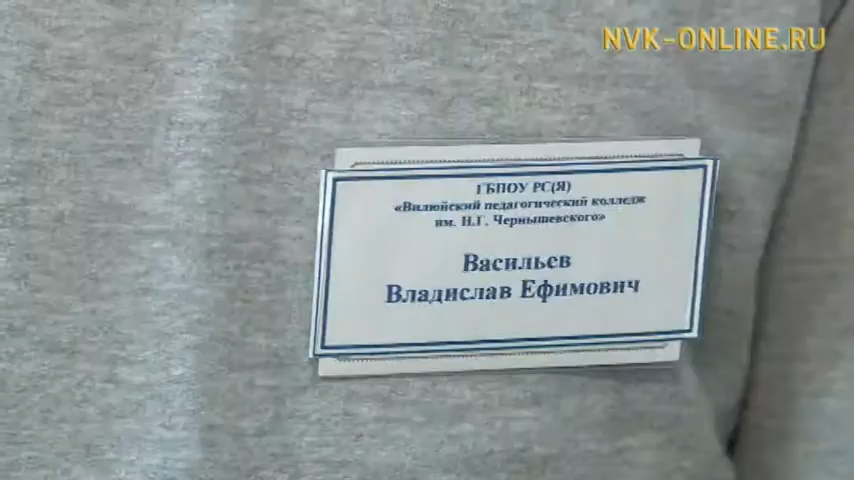 NVK-ONLINE.RU
ГБПОУ РС(Я)
«Вилюйский педагогический колледж
им. Н.Г. Чернышевского»
Васильев
Владислав Ефимович